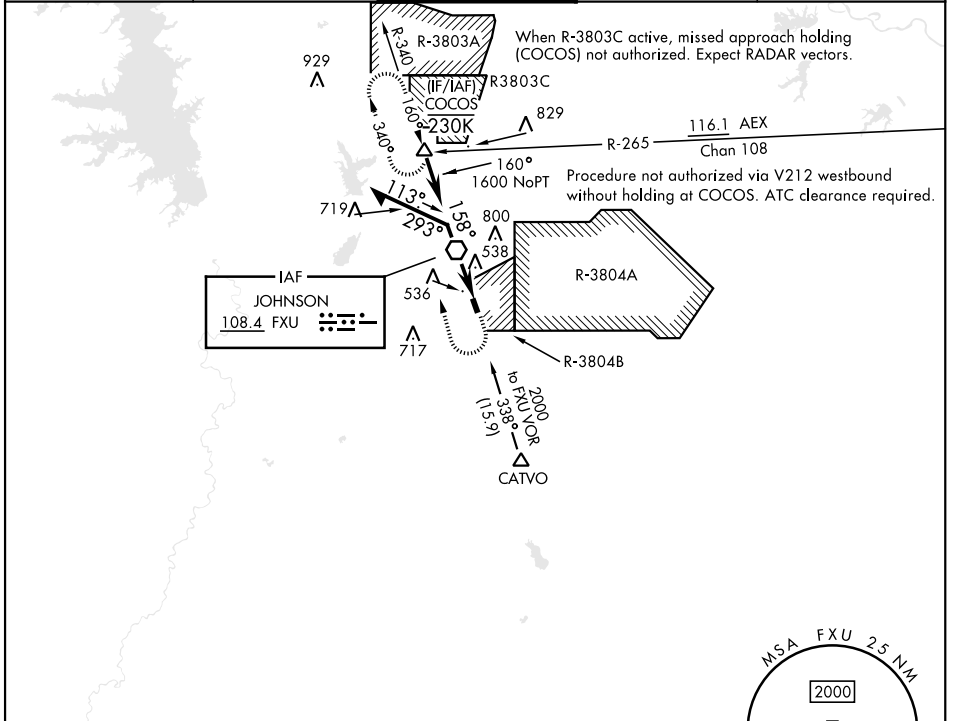 R-3803A
When R-3803C active, missed approach holding
(COCOS) not authorized. Expect RADAR vectors.
R-340
929
R3803C
(IF/IAF)
COCOS
230K
160°
340°
829
116.1 AEX
R-265
Chan 108
160°
1600 NoPT
Procedure not authorized via V212 westbound
without holding at COCOS. ATC clearance required.
113°
293°
158°
719
800
538
R-3804A
IAF
JOHNSON
108.4 FXU
536
717
R-3804B
2000
to FXU VOR
338°
(15.9)
CATVO
MSA FXU 25 NM
2000